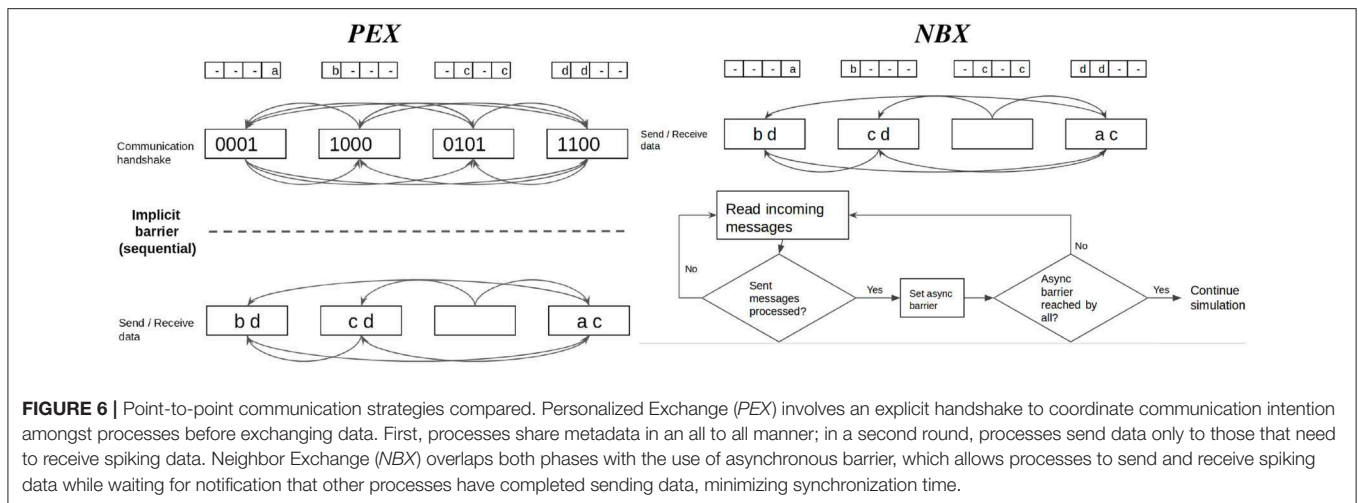 PEX
- - - a
b - - -
- c - c
d d - -
Communication
handshake
0001
1000
0101
1100
Implicit
barrier
(sequential)
Send / Receive
data
b d
c d
a c
NBX
- - - a
b - - -
- c - c
d d - -
Send / Receive
data
b d
c d
a c
Read incoming
messages
No
Sent
messages
processed?
Yes
Set async
barrier
No
Async
barrier
reached by
all?
Yes
Continue
simulation
FIGURE 6 | Point-to-point communication strategies compared. Personalized Exchange (PEX) involves an explicit handshake to coordinate communication intention
amongst processes before exchanging data. First, processes share metadata in an all to all manner; in a second round, processes send data only to those that need
to receive spiking data. Neighbor Exchange (NBX) overlaps both phases with the use of asynchronous barrier, which allows processes to send and receive spiking
data while waiting for notification that other processes have completed sending data, minimizing synchronization time.